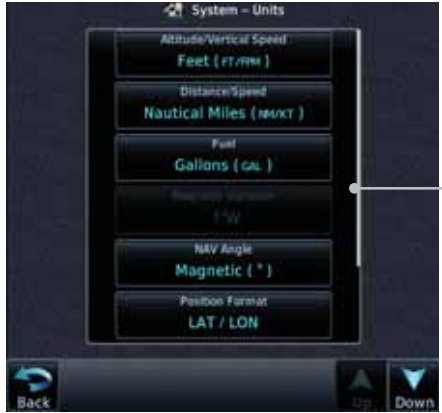 System – Units
Altitude/Vertical Speed
Feet (FT/FPM)
Distance/Speed
Nautical Miles (NM/KT)
Fuel
Gallons (GAL)
NAV Angle
Magnetic (°)
Position Format
LAT / LON
Back
Up
Down